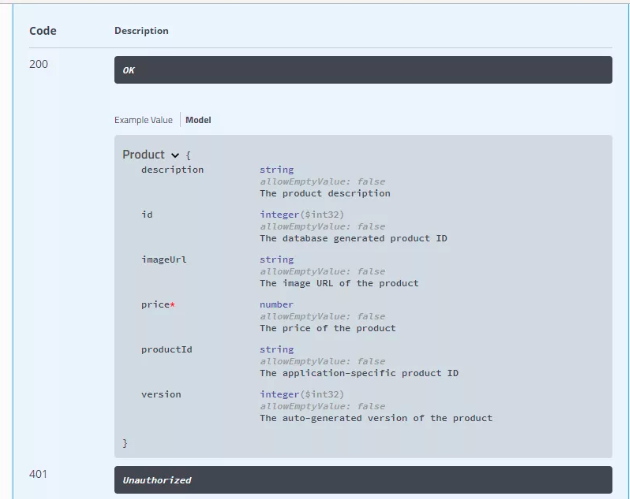 Code Description
200 OK
Example Value Model
Product {
description string
allowEmptyValue: false
The product description
id integer($int32)
allowEmptyValue: false
The database generated product ID
imageUrl string
allowEmptyValue: false
The image URL of the product
price* number
allowEmptyValue: false
The price of the product
productId string
allowEmptyValue: false
The application-specific product ID
version integer($int32)
allowEmptyValue: false
The auto-generated version of the product
}
401 Unauthorized